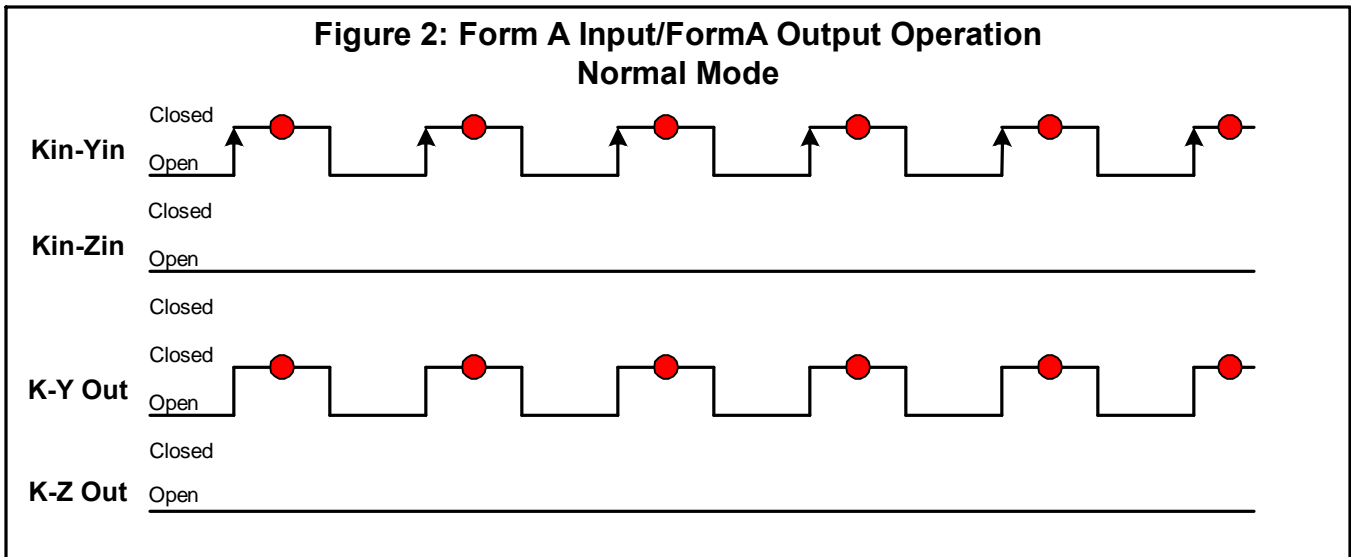 Figure 2: Form A Input/FormA Output Operation
Normal Mode
Closed
Kin-Yin
Open
Closed
Kin-Zin
Open
Closed
Closed
K-Y Out
Open
Closed
K-Z Out
Open